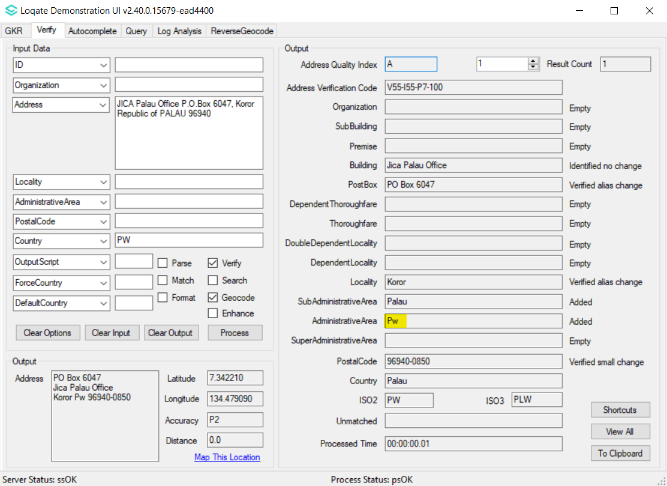 Loqate Demonstration UI v2.40.0.15679-ead4400
GKR Verify Autocomplete Query Log Analysis ReverseGeocode
Input Data
ID
Organization
Address JICA Palau Office P.O.Box 6047, Koror
Republic of PALAU 96940
Locality
AdministrativeArea
PostalCode
Country PW
OutputScript Parse Verify
ForceCountry Match Search
DefaultCountry Format Geocode
Enhance
Clear Options Clear Input Clear Output Process
Output
Address PO Box 6047
Jica Palau Office
Koror Pw 96940-0850
Latitude 7.342210
Longitude 134.479090
Accuracy P2
Distance 0.0
Map This Location
Output
Address Quality Index A 1 Result Count 1
Address Verification Code V55-I55-P7-100
Organization Empty
SubBuilding Empty
Premise Empty
Building Jica Palau Office Identified no change
PostBox PO Box 6047 Verified alias change
DependentThoroughfare Empty
Thoroughfare Empty
DoubleDependentLocality Empty
DependentLocality Empty
Locality Koror Verified alias change
SubAdministrativeArea Palau Added
AdministrativeArea Pw Added
SuperAdministrativeArea Empty
PostalCode 96940-0850 Verified small change
Country Palau
ISO2 PW ISO3 PLW
Unmatched
Processed Time 00:00:00.01
Shortcuts
View All
To Clipboard
Server Status: ssOK Process Status: psOK